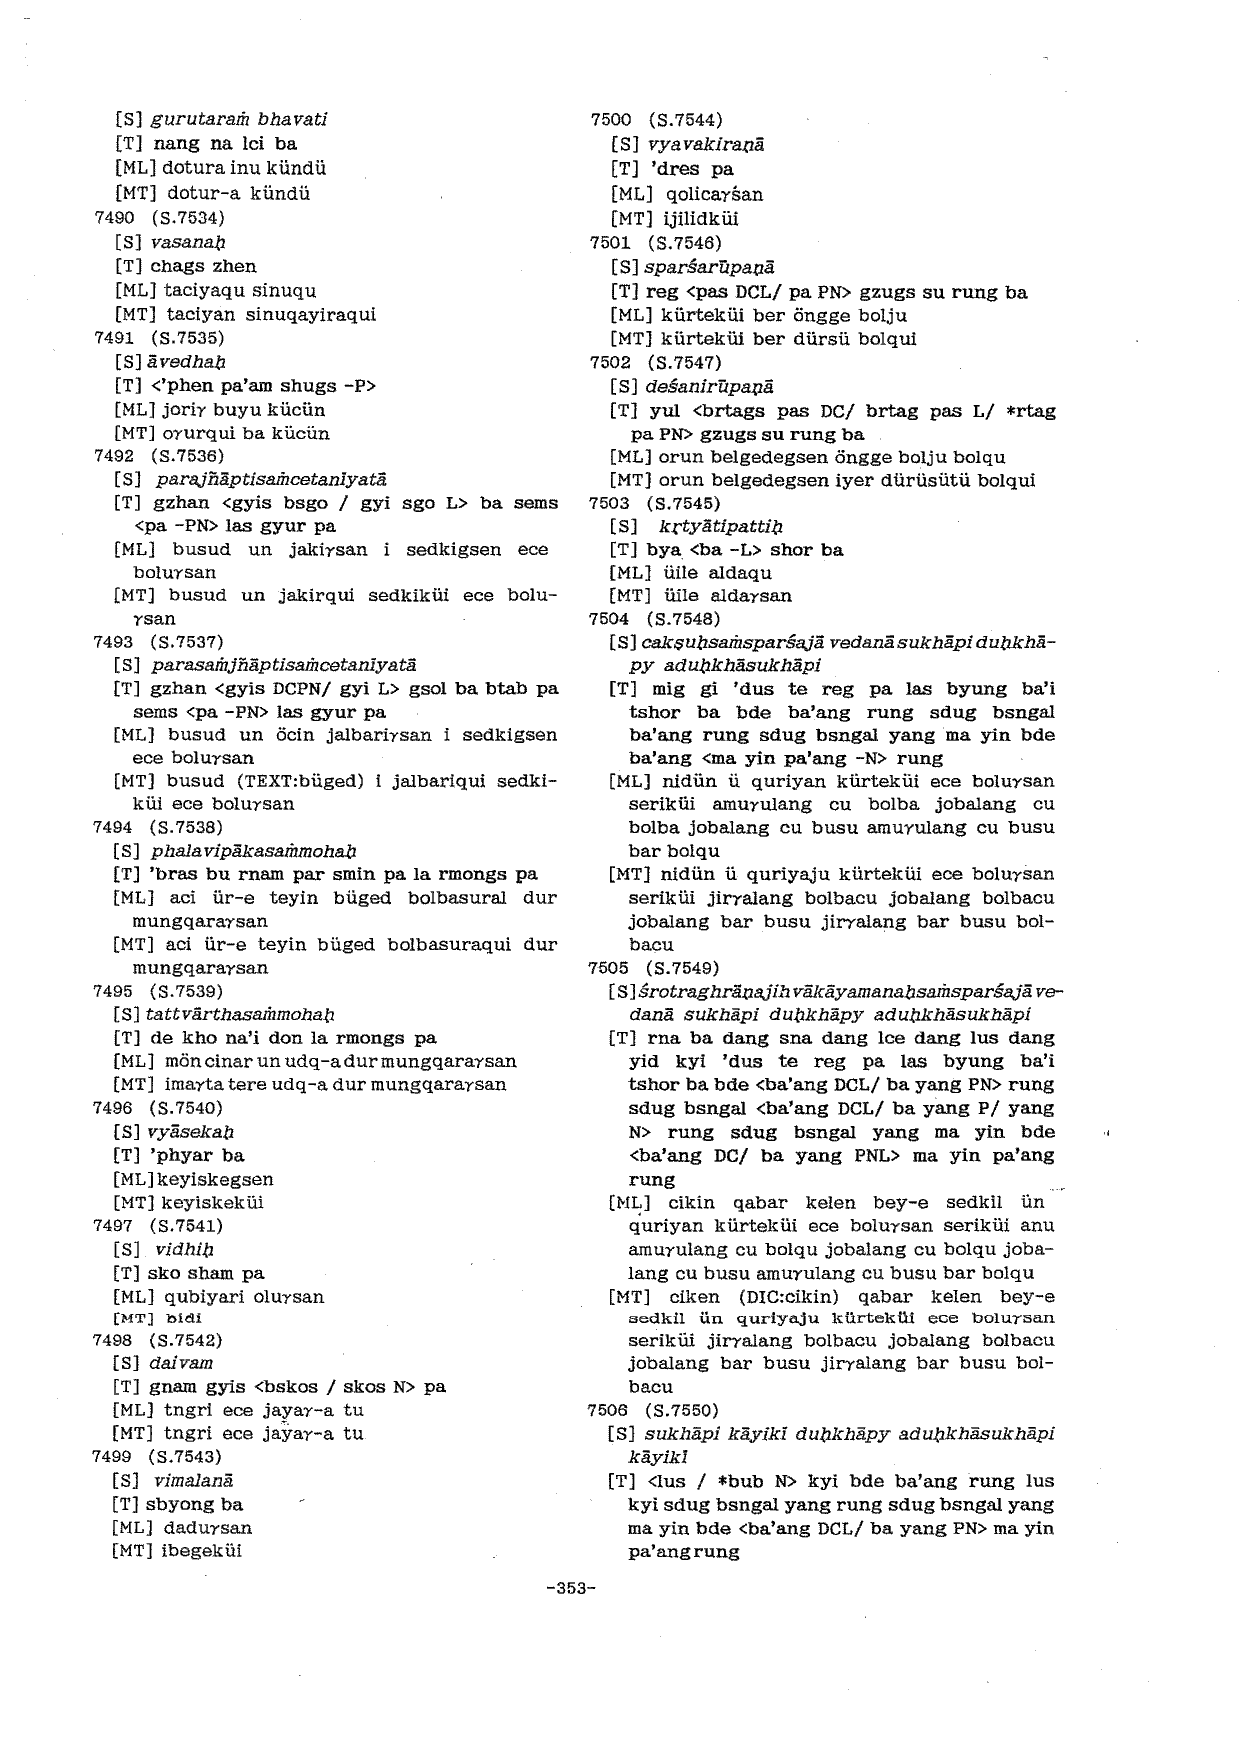 [S] gurutaraṁ bhavati
[T] nang na lci ba
[ML] dotura inu kündü
[MT] dotur-a kündü
7490 (S.7534)
[S] vasanaḥ
[T] chags zhen
[ML] taciyaqu sinuqu
[MT] taciyan sinuqayiraqui
7491 (S.7535)
[S] āvedhaḥ
[T] <'phen pa'am shugs -P>
[ML] joriγ buyu kücün
[MT] oγurqui ba kücün
7492 (S.7536)
[S] parajñāptisaṁcetanīyatā
[T] gzhan <gyis bsgo / gyi sgo L> ba sems
<pa -PN> las gyur pa
[ML] busud un jakiγsan i sedkigsen ece
boluγsan
[MT] busud un jakirqui sedkiküi ece bolu-
γsan
7493 (S.7537)
[S] parasaṁjñāptisaṁcetanīyatā
[T] gzhan <gyis DCPN/ gyi L> gsol ba btab pa
sems <pa -PN> las gyur pa
[ML] busud un öcin jalbariγsan i sedkigsen
ece boluγsan
[MT] busud (TEXT:büged) i jalbariqui sedki-
küi ece boluγsan
7494 (S.7538)
[S] phalavipākasaṁmohaḥ
[T] 'bras bu rnam par smin pa la rmongs pa
[ML] aci ür-e teyin büged bolbasural dur
mungqaraγsan
[MT] aci ür-e teyin büged bolbasuraqui dur
mungqaraγsan
7495 (S.7539)
[S] tattvārthasaṁmohaḥ
[T] de kho na'i don la rmongs pa
[ML] mön cinar un udq-a dur mungqaraγsan
[MT] imaγta tere udq-a dur mungqaraγsan
7496 (S.7540)
[S] vyāsekaḥ
[T] 'phyar ba
[ML] keyiskegsen
[MT] keyiskeküi
7497 (S.7541)
[S] vidhiḥ
[T] sko sham pa
[ML] qubiyari oluγsan
[MT] bidi
7498 (S.7542)
[S] daivam
[T] gnam gyis <bskos / skos N> pa
[ML] tngri ece jayaγ-a tu
[MT] tngri ece jayaγ-a tu
7499 (S.7543)
[S] vimalanā
[T] sbyong ba
[ML] daduγsan
[MT] ibegeküi
7500 (S.7544)
[S] vyavakiraṇā
[T] 'dres pa
[ML] qolicaγśan
[MT] ijilidküi
7501 (S.7546)
[S] sparśarūpaṇā
[T] reg <pas DCL/ pa PN> gzugs su rung ba
[ML] kürteküi ber öngge bolju
[MT] kürteküi ber dürsü bolqui
7502 (S.7547)
[S] deśanirūpaṇā
[T] yul <brtags pas DC/ brtag pas L/ *rtag
pa PN> gzugs su rung ba
[ML] orun belgedegsen öngge bolju bolqu
[MT] orun belgedegsen iyer dürüsütü bolqui
7503 (S.7545)
[S] kṛtyātipattiḥ
[T] bya <ba -L> shor ba
[ML] üile aldaqu
[MT] üile aldaγsan
7504 (S.7548)
[S] cakṣuḥsaṁsparśajā vedanā sukhāpi duḥkhā-
py aduḥkhāsukhāpi
[T] mig gi 'dus te reg pa las byung ba'i
tshor ba bde ba'ang rung sdug bsngal
ba'ang rung sdug bsngal yang ma yin bde
ba'ang <ma yin pa'ang -N> rung
[ML] nidün ü quriyan kürteküi ece boluγsan
seriküi amuγulang cu bolba jobalang cu
bolba jobalang cu busu amuγulang cu busu
bar bolqu
[MT] nidün ü quriyaju kürteküi ece boluγsan
seriküi jirγalang bolbacu jobalang bolbacu
jobalang bar busu jirγalang bar busu bol-
bacu
7505 (S.7549)
[S] śrotraghrāṇajihvākāyamanaḥsaṁsparśajā ve-
danā sukhāpi duḥkhāpy aduḥkhāsukhāpi
[T] rna ba dang sna dang lce dang lus dang
yid kyi 'dus te reg pa las byung ba'i
tshor ba bde <ba'ang DCL/ ba yang PN> rung
sdug bsngal <ba'ang DCL/ ba yang P/ yang
N> rung sdug bsngal yang ma yin bde
<ba'ang DC/ ba yang PNL> ma yin pa'ang
rung
[ML] cikin qabar kelen bey-e sedkil ün
quriyan kürteküi ece boluγsan seriküi anu
amuγulang cu bolqu jobalang cu bolqu joba-
lang cu busu amuγulang cu busu bar bolqu
[MT] ciken (DIC:cikin) qabar kelen bey-e
sedkil ün quriyaju kürteküi ece boluγsan
seriküi jirγalang bolbacu jobalang bolbacu
jobalang bar busu jirγalang bar busu bol-
bacu
7506 (S.7550)
[S] sukhāpi kāyikī duḥkhāpy aduḥkhāsukhāpi
kāyikī
[T] <lus / *bub N> kyi bde ba'ang rung lus
kyi sdug bsngal yang rung sdug bsngal yang
ma yin bde <ba'ang DCL/ ba yang PN> ma yin
pa'ang rung
-353-